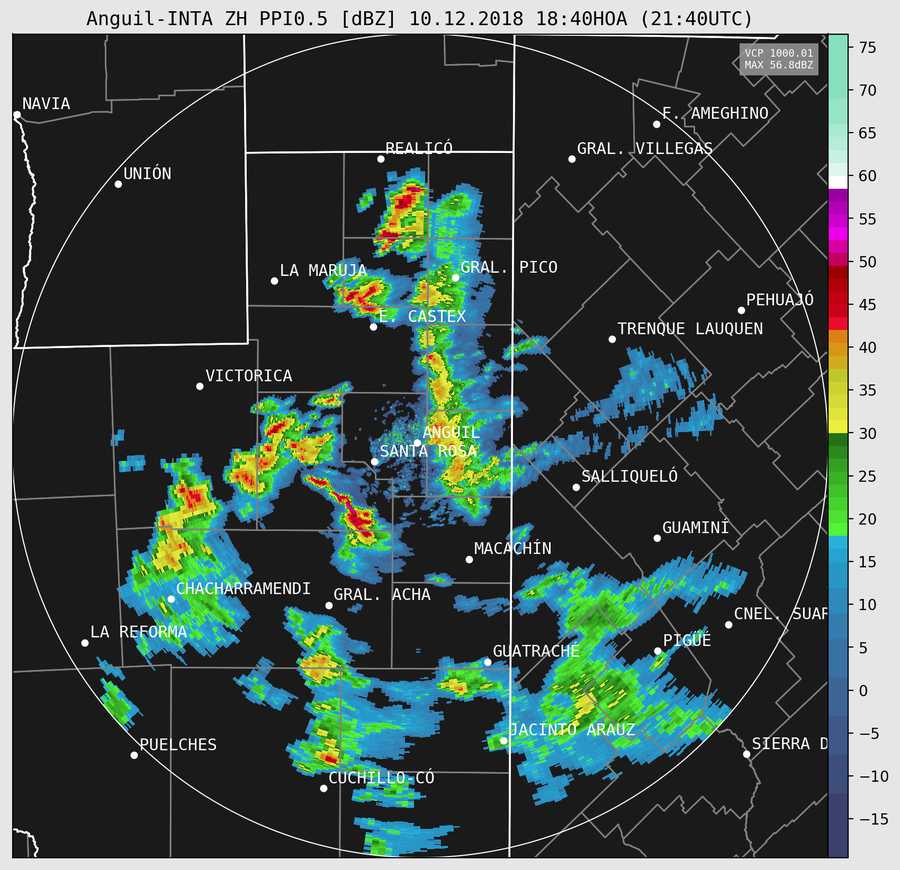 Anguil-INTA ZH PPI0.5 [dBZ] 10.12.2018 18:40HOA (21:40UTC)
VCP 1000.01
MAX 56.8dBZ
NAVIA
F. AMEGHINO
REALICÓ
GRAL. VILLEGAS
UNIÓN
LA MARUJA
GRAL. PICO
PEHUAJÓ
E. CASTEX
TRENQUE LAUQUEN
VICTORICA
ANGUIL
SANTA ROSA
SALLIQUELÓ
GUAMINÍ
MACACHÍN
CHACHARRAMENDI
GRAL. ACHA
CNEL. SUAR
LA REFORMA
PIGÜE
GUATRACHE
JACINTO ARAUZ
PUELCHES
SIERRA D
CUCHILLO-CÓ
75
70
65
60
55
50
45
40
35
30
25
20
15
10
5
0
−5
−10
−15